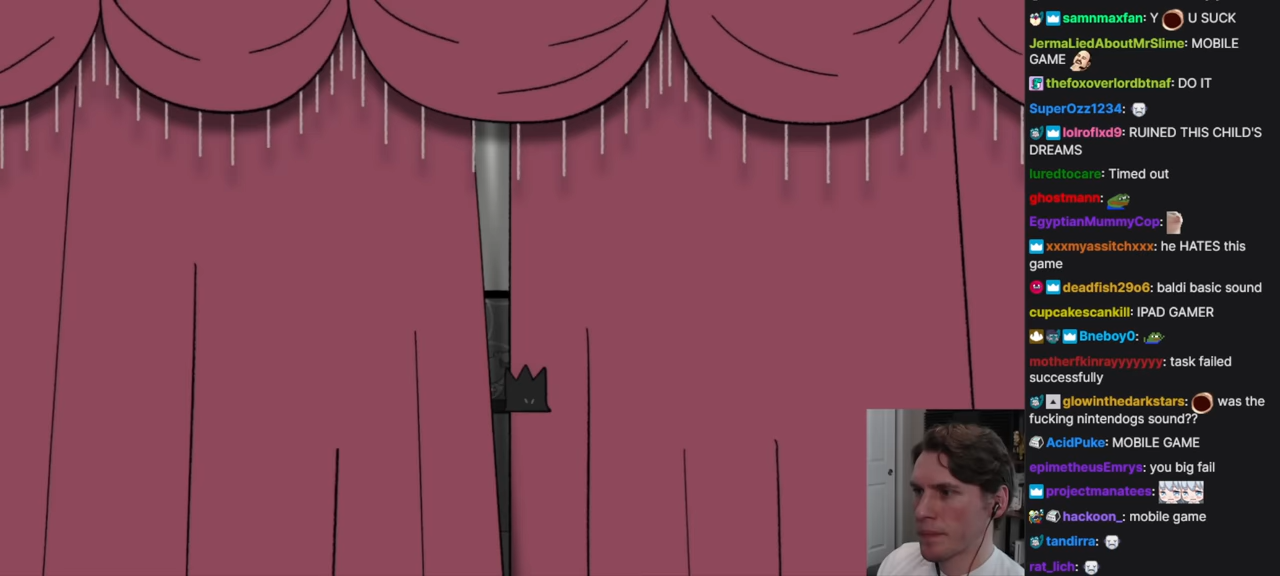 samnmaxfan: Y U SUCK
JermaLiedAboutMrSlime: MOBILE
GAME
thefoxoverlordbtnaf: DO IT
SuperOzz1234:
lolroflxd9: RUINED THIS CHILD'S
DREAMS
luredtocare: Timed out
ghostmann:
EgyptianMummyCop:
xxxmyassitchxxx: he HATES this
game
deadfish29o6: baldi basic sound
cupcakescankill: IPAD GAMER
Bneboy0:
motherfkinrayyyyyyy: task failed
successfully
glowinthedarkstars: was the
fucking nintendogs sound??
AcidPuke: MOBILE GAME
epimetheusEmrys: you big fail
projectmanatees:
hackoon_: mobile game
tandirra:
rat_lich: